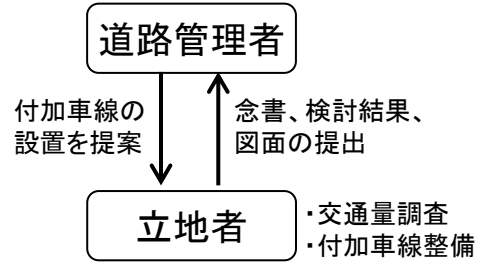 道路管理者
付加車線の
設置を提案
念書、検討結果、
図面の提出
立地者
・交通量調査
・付加車線整備